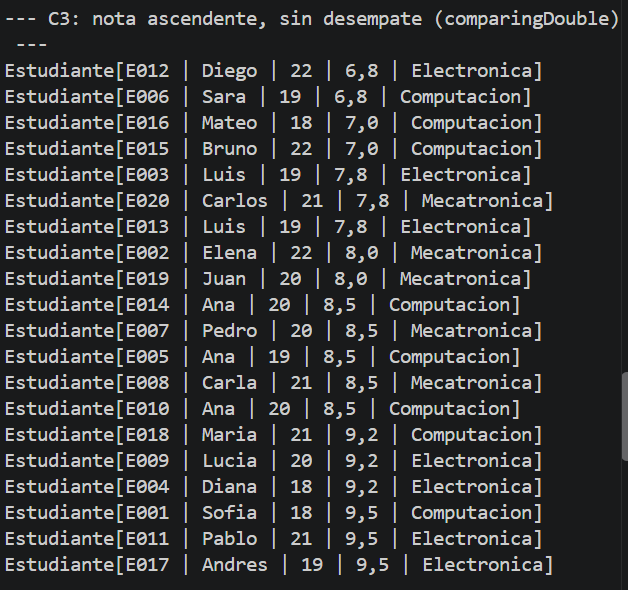 --- C3: nota ascendente, sin desempate (comparingDouble)
---
Estudiante[E012 | Diego | 22 | 6,8 | Electronica]
Estudiante[E006 | Sara | 19 | 6,8 | Computacion]
Estudiante[E016 | Mateo | 18 | 7,0 | Computacion]
Estudiante[E015 | Bruno | 22 | 7,0 | Computacion]
Estudiante[E003 | Luis | 19 | 7,8 | Electronica]
Estudiante[E020 | Carlos | 21 | 7,8 | Mecatronica]
Estudiante[E013 | Luis | 19 | 7,8 | Electronica]
Estudiante[E002 | Elena | 22 | 8,0 | Mecatronica]
Estudiante[E019 | Juan | 20 | 8,0 | Mecatronica]
Estudiante[E014 | Ana | 20 | 8,5 | Computacion]
Estudiante[E007 | Pedro | 20 | 8,5 | Mecatronica]
Estudiante[E005 | Ana | 19 | 8,5 | Computacion]
Estudiante[E008 | Carla | 21 | 8,5 | Mecatronica]
Estudiante[E010 | Ana | 20 | 8,5 | Computacion]
Estudiante[E018 | Maria | 21 | 9,2 | Computacion]
Estudiante[E009 | Lucia | 20 | 9,2 | Electronica]
Estudiante[E004 | Diana | 18 | 9,2 | Electronica]
Estudiante[E001 | Sofia | 18 | 9,5 | Computacion]
Estudiante[E011 | Pablo | 21 | 9,5 | Electronica]
Estudiante[E017 | Andres | 19 | 9,5 | Electronica]